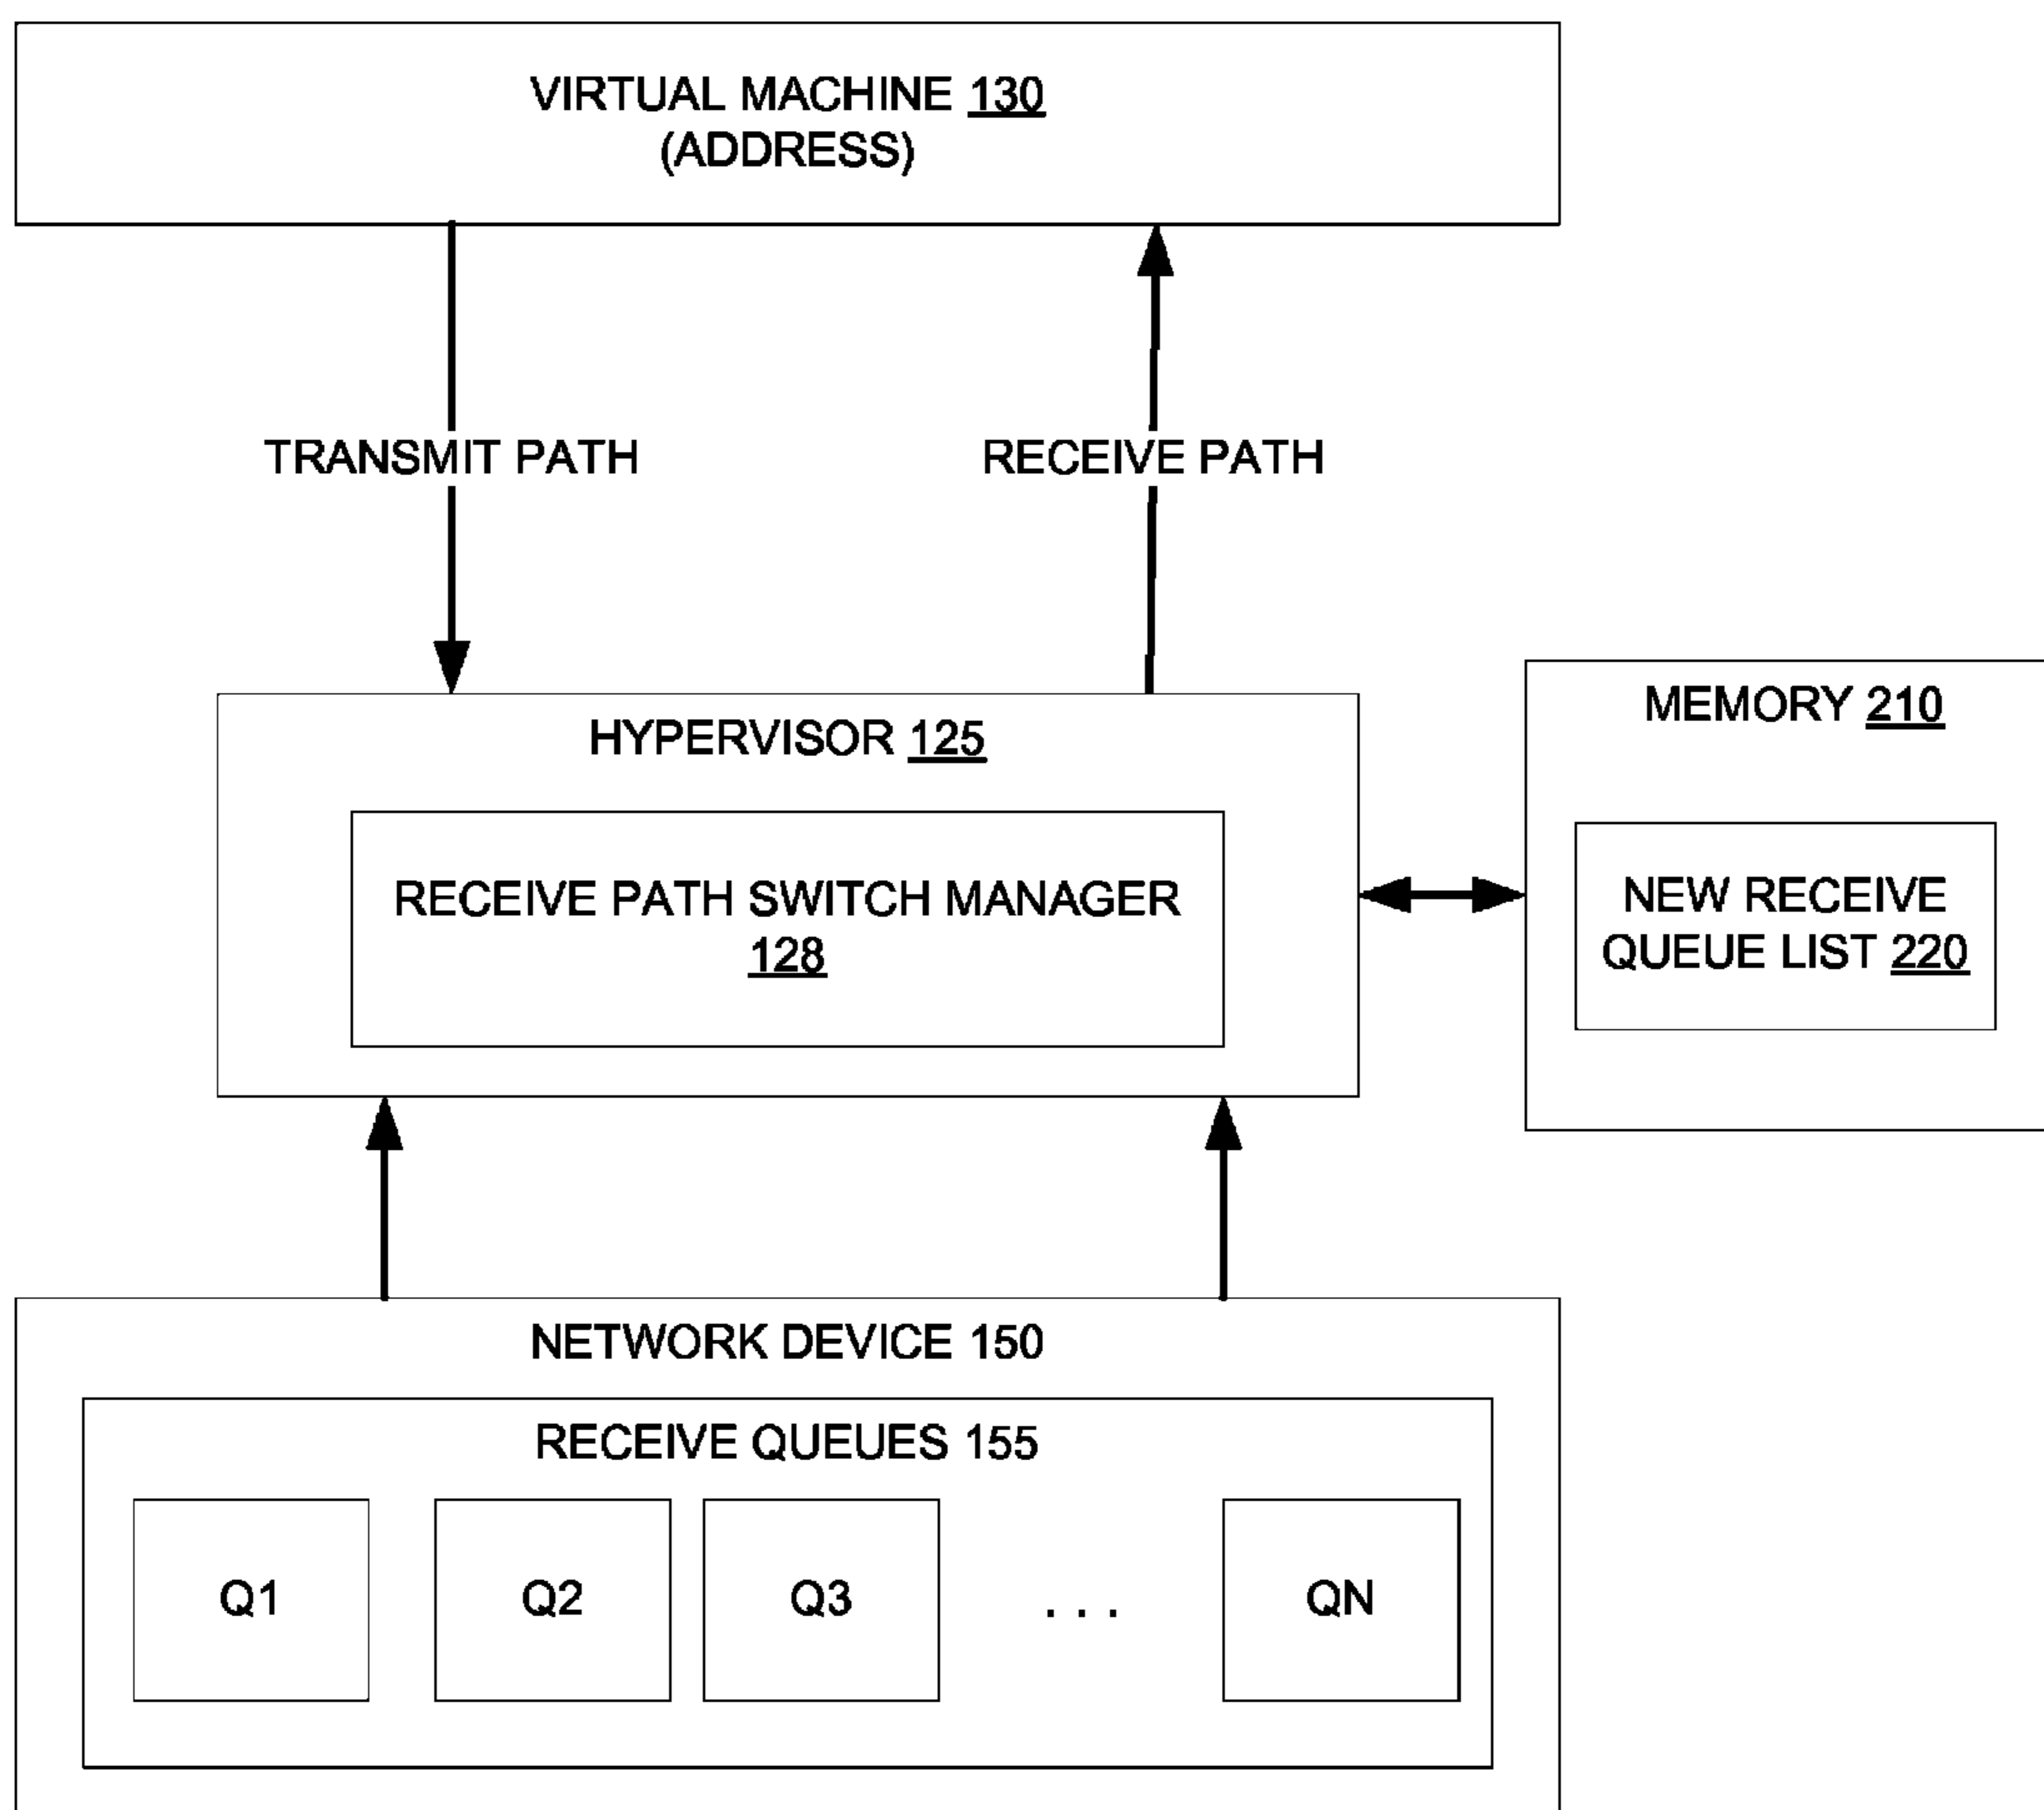 VIRTUAL MACHINE 130
(ADDRESS)
TRANSMIT PATH
RECEIVE PATH
HYPERVISOR 125
RECEIVE PATH SWITCH MANAGER
128
MEMORY 210
NEW RECEIVE
QUEUE LIST 220
NETWORK DEVICE 150
RECEIVE QUEUES 155
Q1
Q2
Q3
. . .
QN